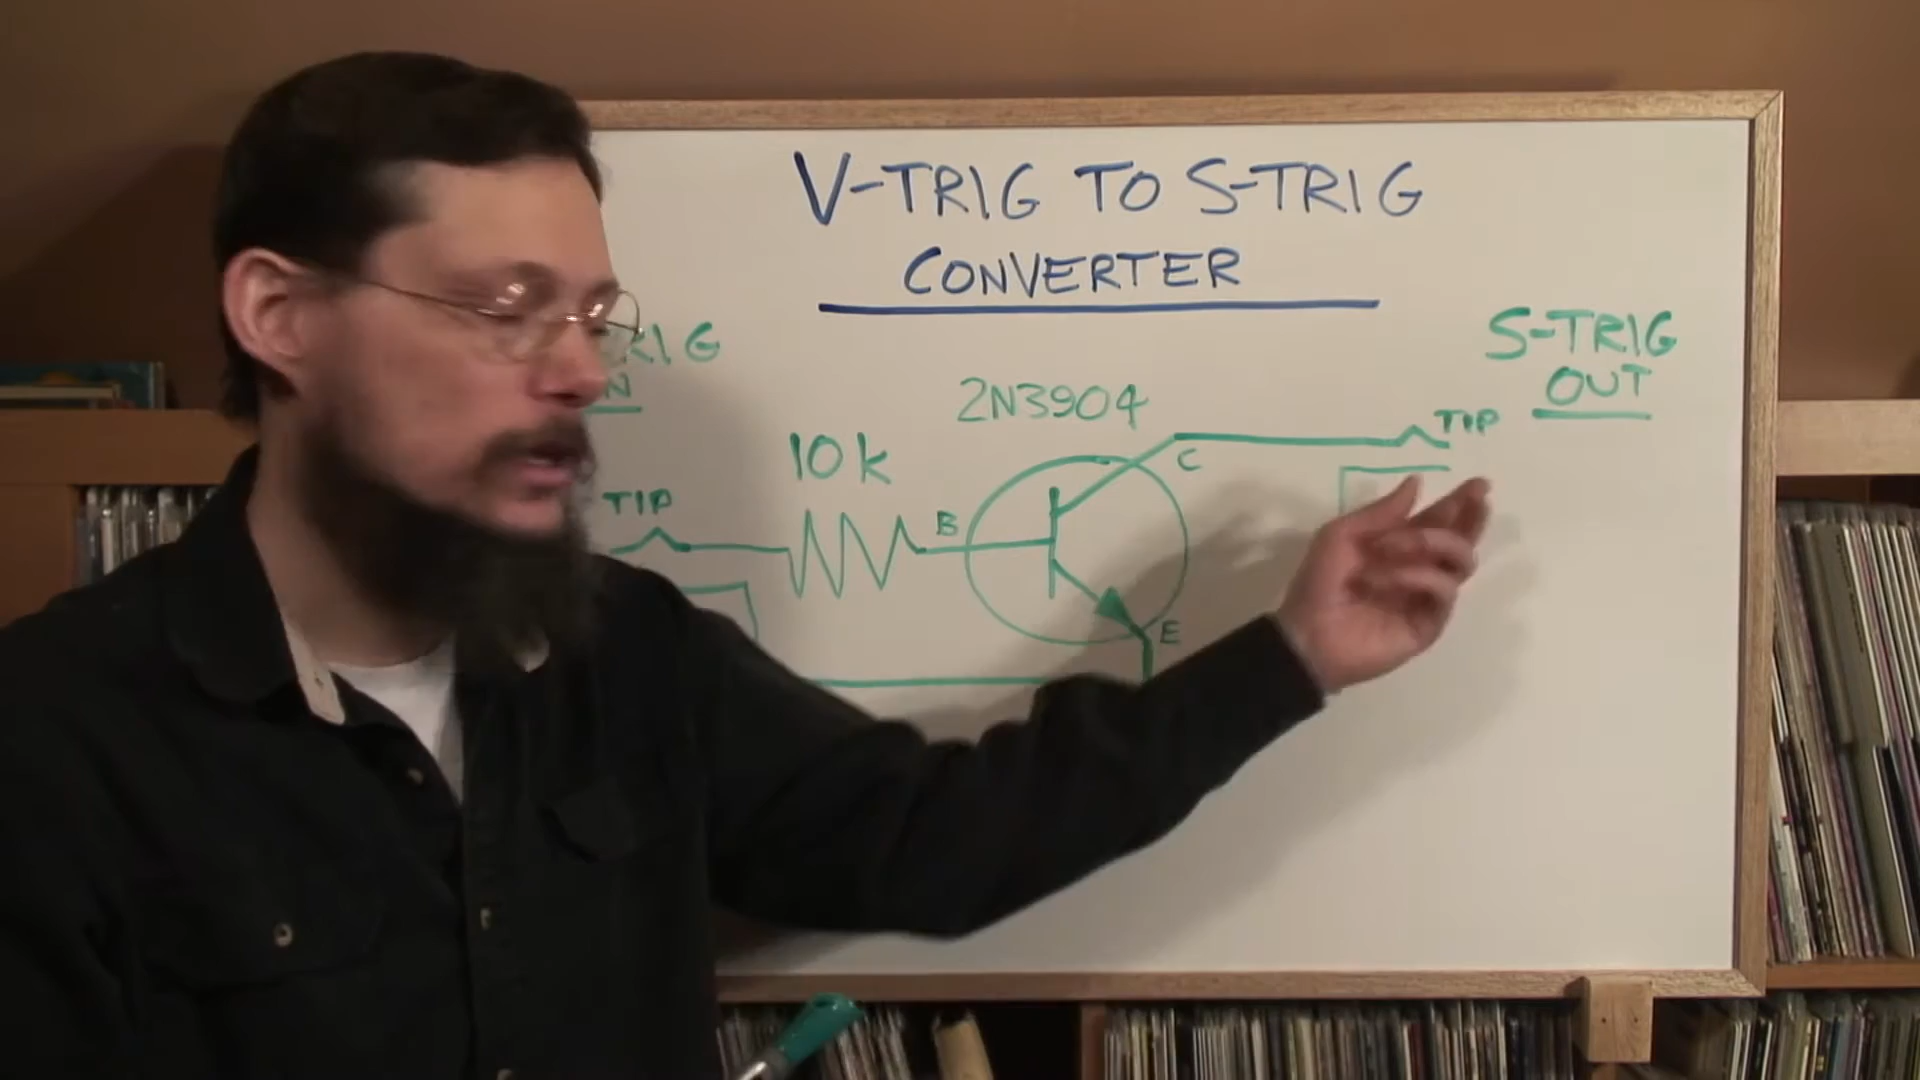 V-TRIG TO S-TRIG
CONVERTER
S-TRIG
OUT
2N3904
TIP
10k
C
TIP
B
E